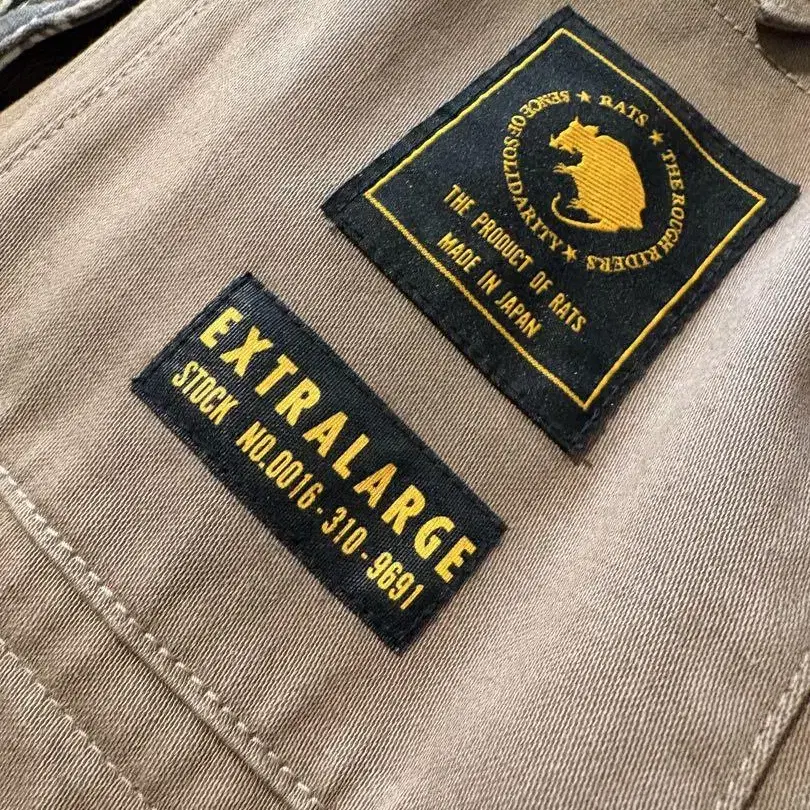 ★ RATS ★ THE ROUGH RIDERS ★ SENCE OF SOLIDARITY
THE PRODUCT OF RATS
MADE IN JAPAN
EXTRALARGE
STOCK NO.0016-310-9691